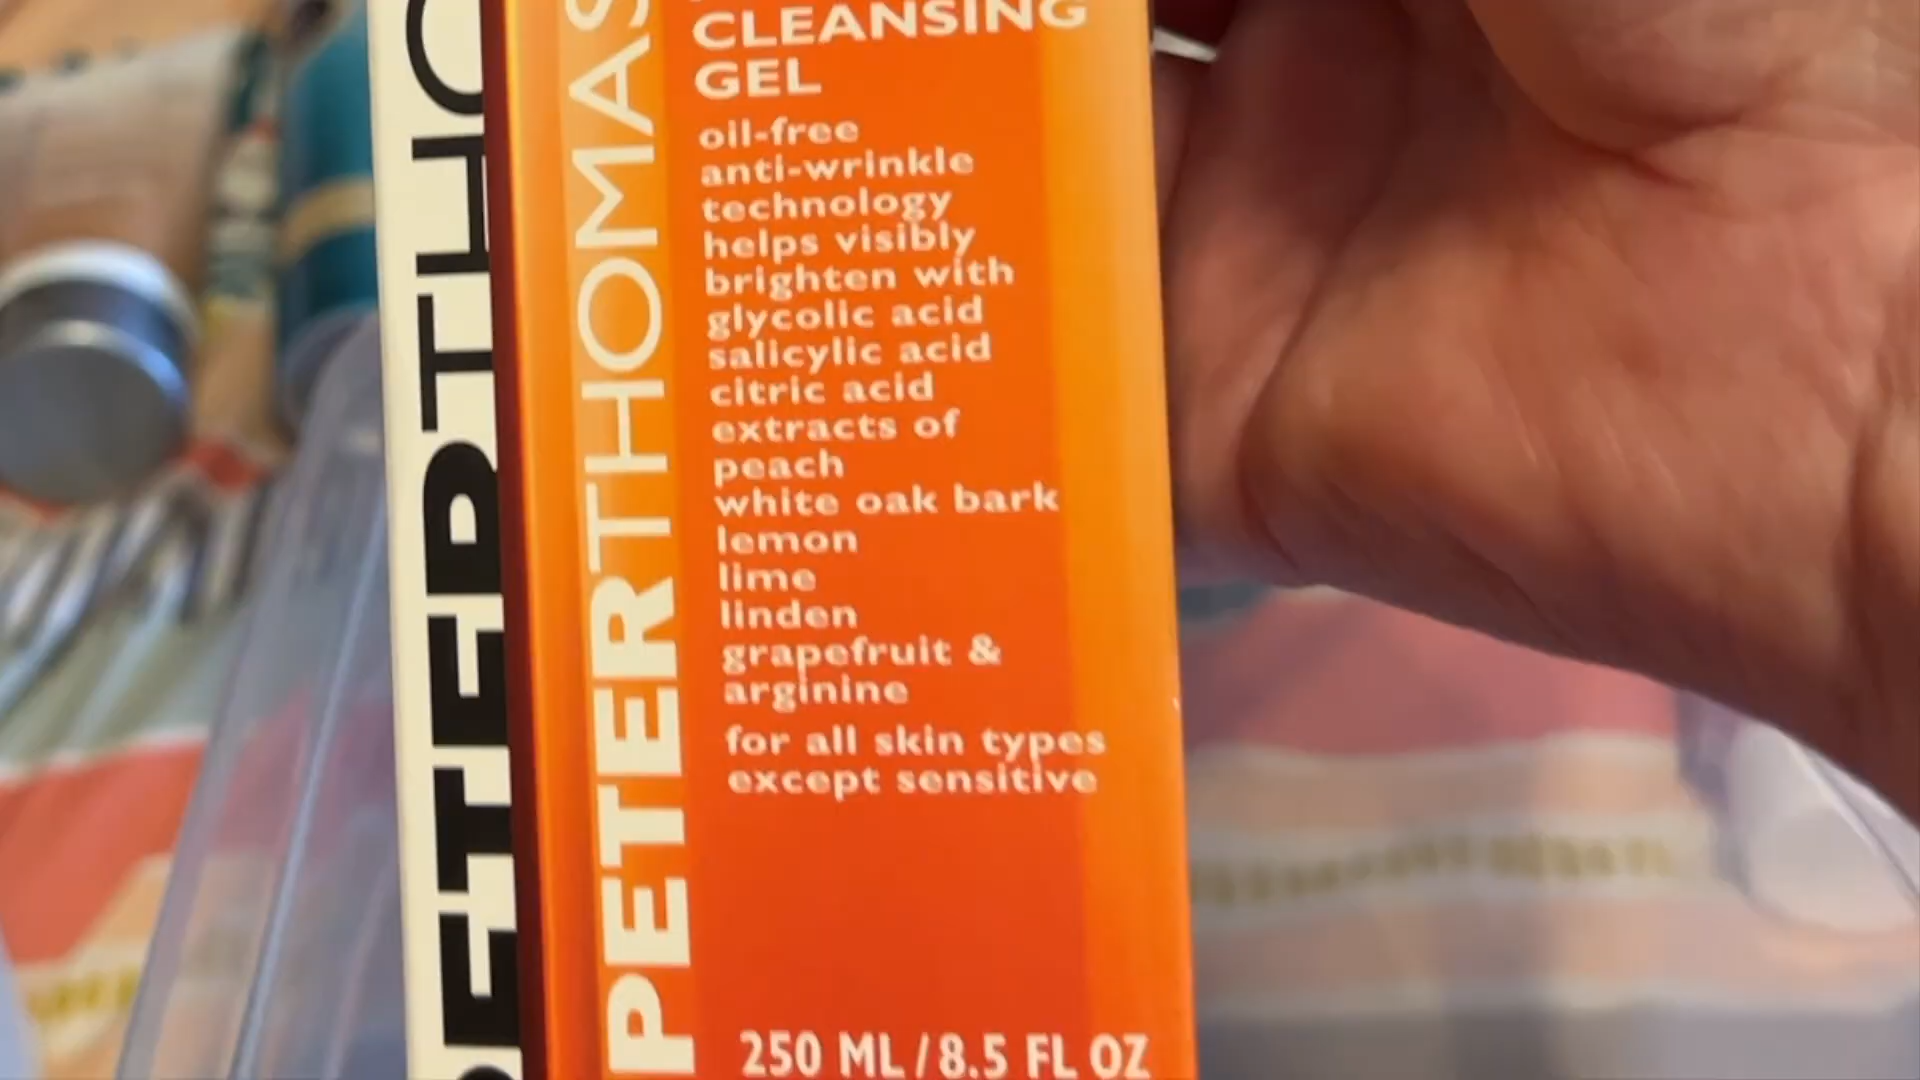 CLEANSING
GEL
oil-free
anti-wrinkle
technology
helps visibly
brighten with
glycolic acid
salicylic acid
citric acid
extracts of
peach
white oak bark
lemon
lime
linden
grapefruit &
arginine
for all skin types
except sensitive
250 ML / 8.5 FL OZ
PETERTHOMAS
PETERTHO